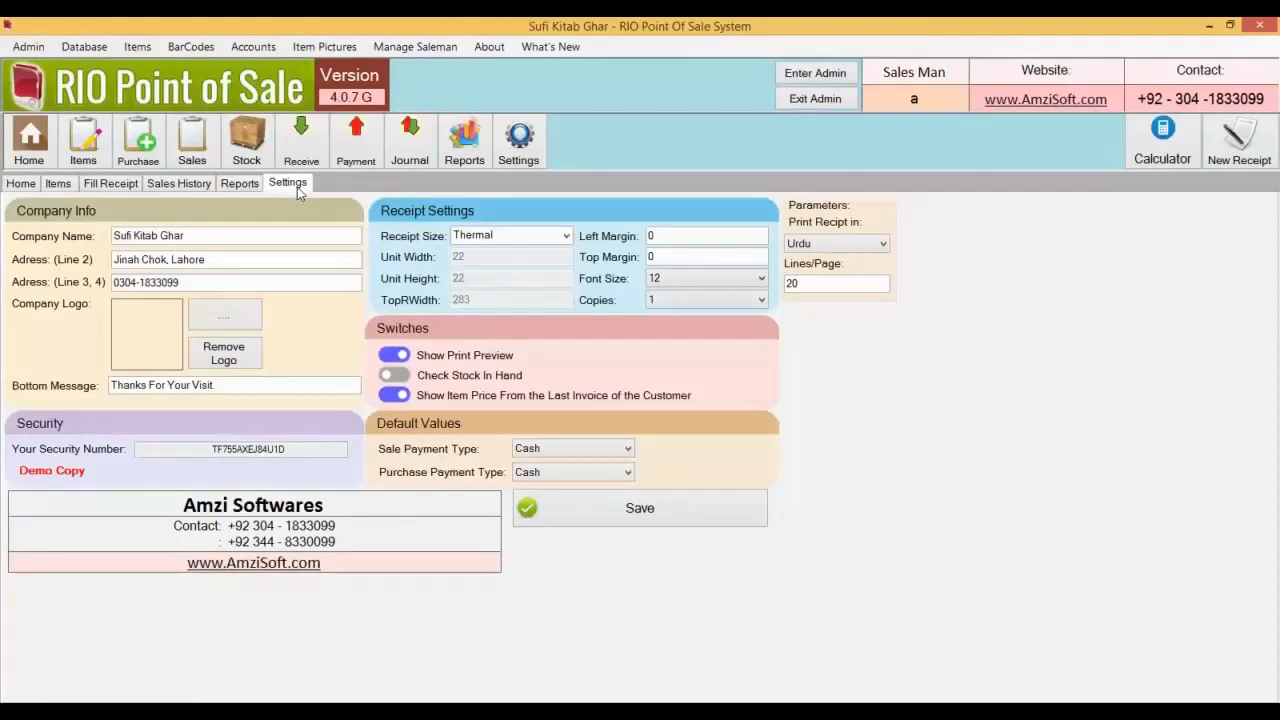 Sufi Kitab Ghar - RIO Point Of Sale System
Admin Database Items BarCodes Accounts Item Pictures Manage Saleman About What's New
RIO Point of Sale
Version
4.0.7 G
Enter Admin
Exit Admin
Sales Man
a
Website:
www.AmziSoft.com
Contact:
+92 - 304 -1833099
Home Items Purchase Sales Stock Receive Payment Journal Reports Settings Calculator New Receipt
Home Items Fill Receipt Sales History Reports Settings
Company Info
Company Name: Sufi Kitab Ghar
Adress: (Line 2) Jinah Chok, Lahore
Adress: (Line 3, 4) 0304-1833099
Company Logo:
....
Remove
Logo
Bottom Message: Thanks For Your Visit
Receipt Settings
Receipt Size: Thermal Left Margin: 0
Unit Width: 22 Top Margin: 0
Unit Height: 22 Font Size: 12
TopRWidth: 283 Copies: 1
Parameters:
Print Recipt in:
Urdu
Lines/Page:
20
Switches
Show Print Preview
Check Stock In Hand
Show Item Price From the Last Invoice of the Customer
Security
Your Security Number: TF755AXEJ84U1D
Demo Copy
Default Values
Sale Payment Type: Cash
Purchase Payment Type: Cash
Save
Amzi Softwares
Contact: +92 304 - 1833099
: +92 344 - 8330099
www.AmziSoft.com